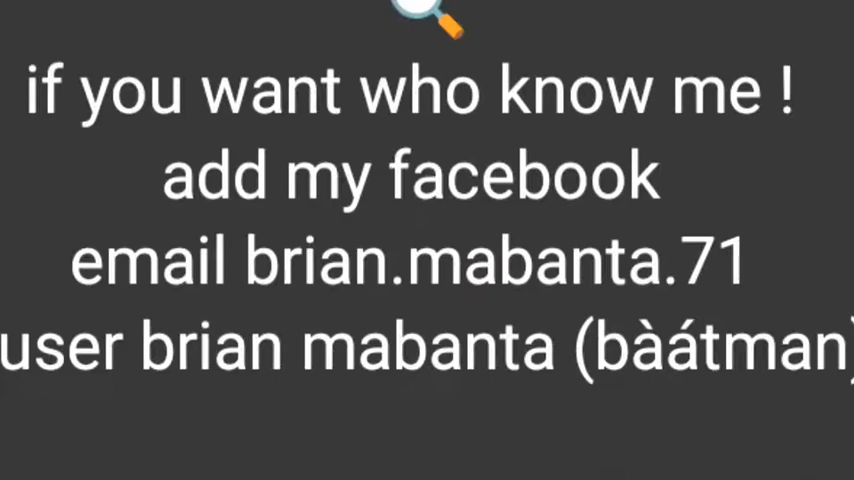 if you want who know me !
add my facebook
email brian.mabanta.71
user brian mabanta (bàátman)